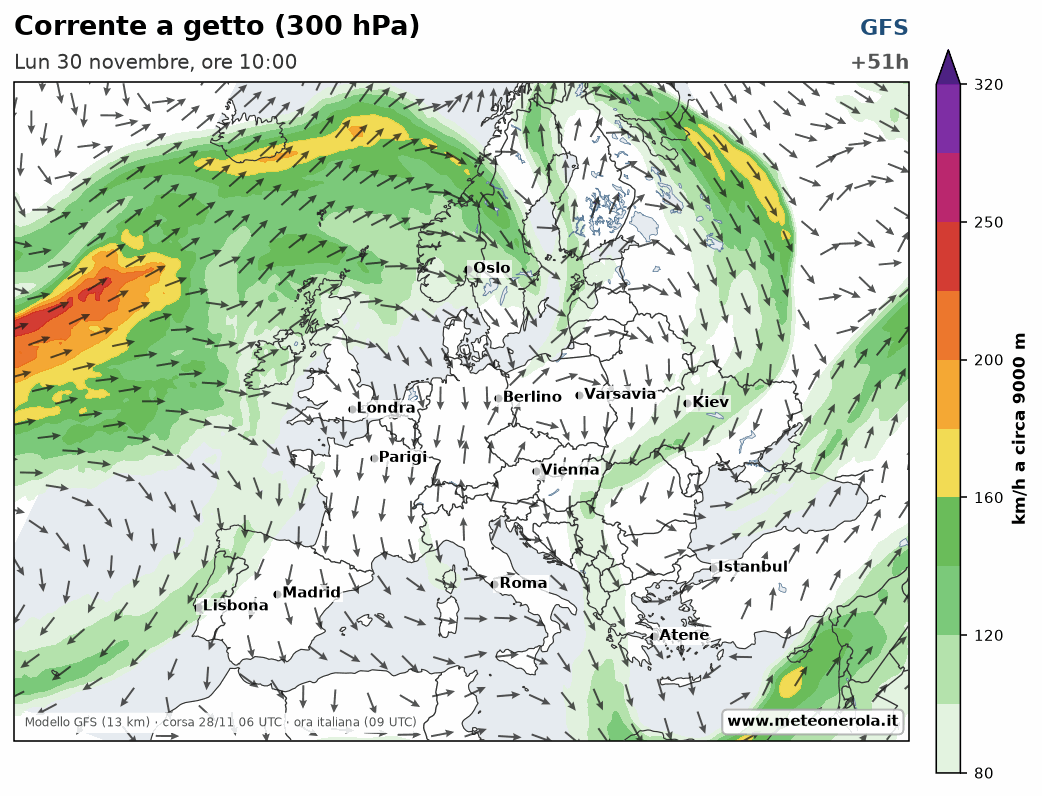 Corrente a getto (300 hPa)
GFS
Lun 30 novembre, ore 10:00
+51h
320
250
200
160
120
80
km/h a circa 9000 m
Oslo
Londra
Berlino
Varsavia
Kiev
Parigi
Vienna
Istanbul
Roma
Madrid
Lisbona
Atene
Modello GFS (13 km) · corsa 28/11 06 UTC · ora italiana (09 UTC)
www.meteonerola.it